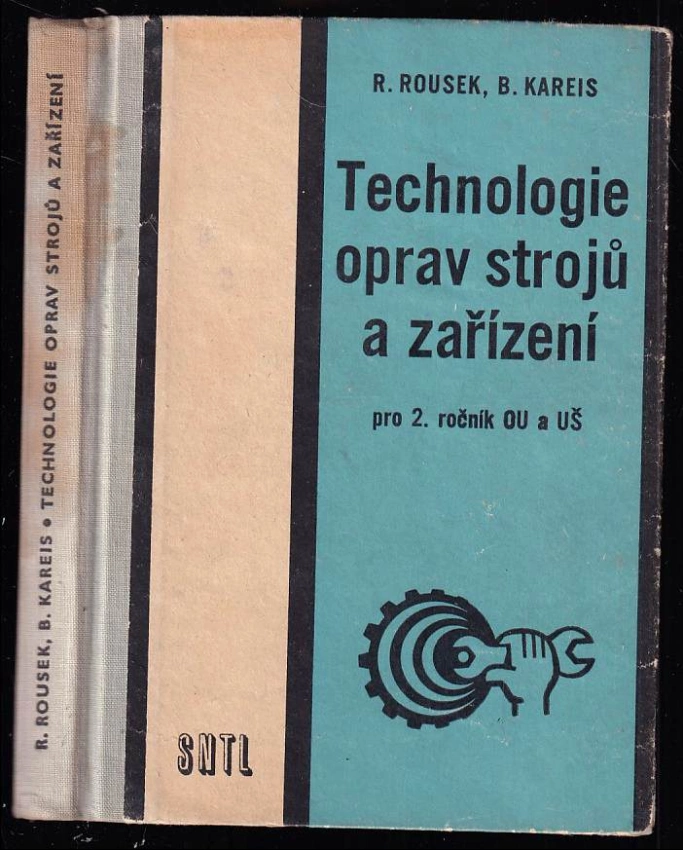 R. ROUSEK, B. KAREIS • TECHNOLOGIE OPRAV STROJŮ A ZAŘÍZENÍ
R. ROUSEK, B. KAREIS
Technologie
oprav strojů
a zařízení
pro 2. ročník OU a UŠ
SNTL